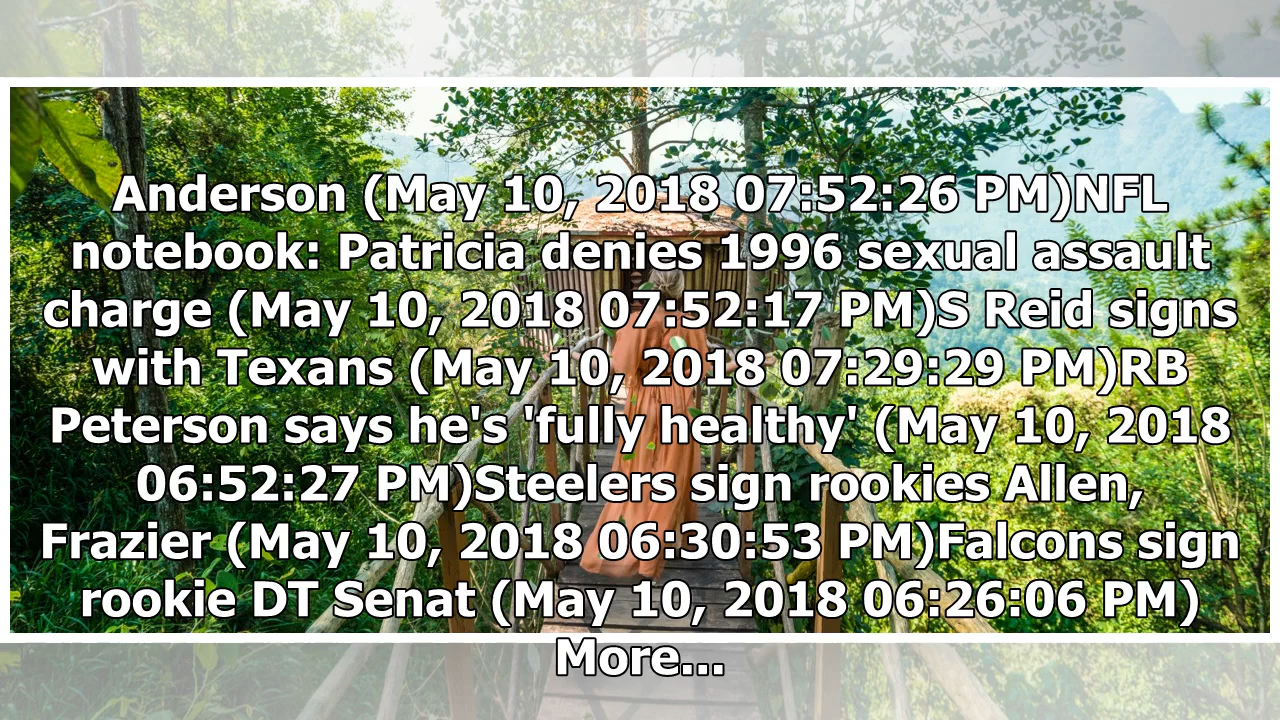 Anderson (May 10, 2018 07:52:26 PM)NFL
notebook: Patricia denies 1996 sexual assault
charge (May 10, 2018 07:52:17 PM)S Reid signs
with Texans (May 10, 2018 07:29:29 PM)RB
Peterson says he's 'fully healthy' (May 10, 2018
06:52:27 PM)Steelers sign rookies Allen,
Frazier (May 10, 2018 06:30:53 PM)Falcons sign
rookie DT Senat (May 10, 2018 06:26:06 PM)
More...